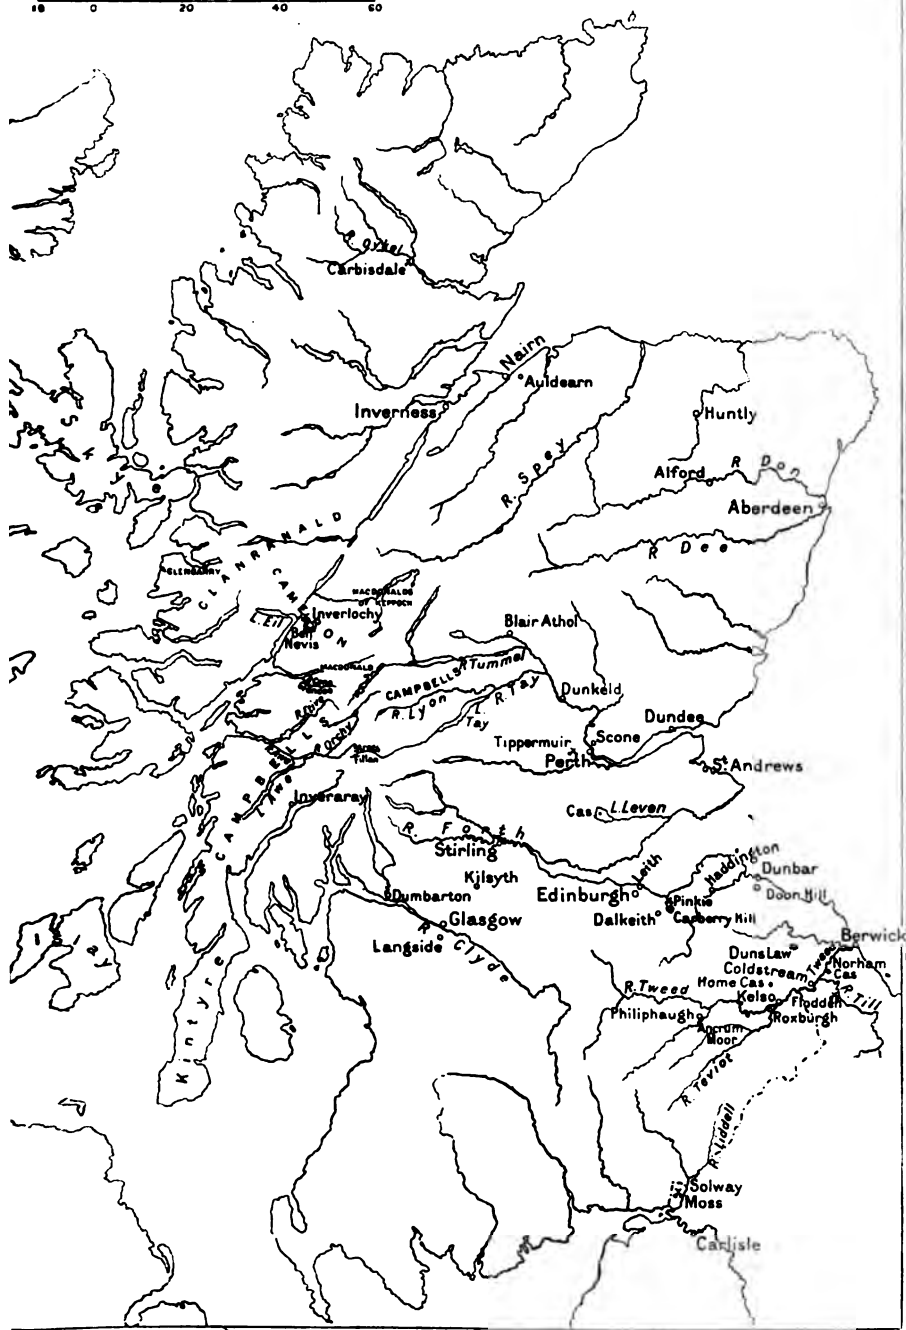 10 0 20 60
R. Oykel
Carbisdale
Nairn
Auldearn
Inverness
Huntly
Skye
R. Spey
Alford
R Don
Aberdeen
R Dee
CLANRANALD
GLENGARRY
CAMERON
MACDONALDS
OF KEPPOCH
L. Eil
Inverlochy
Ben
Nevis
Blair Athol
MACDONALD
R Tummel
CAMPBELLS
R. Lyon
R. Tay
L.
Tay
Dunkeld
Dundee
R. Orchy
Tippermuir
Scone
Perth
St. Andrews
CAMPBELLS
L. Awe
Inveraray
Cas
L. Leven
R. Forth
Stirling
Kilsyth
Leith
Haddington
Dunbar
Doon Hill
Edinburgh
Pinkie
Carberry Hill
Dalkeith
Dumbarton
Glasgow
Langside
R Clyde
Islay
Kintyre
Berwick
Duns Law
R. Tweed
Norham
Cas
Coldstream
Home Cas.
R. Till
R. Tweed
Kelso
Flodden
Philiphaugh
Roxburgh
Ancrum
Moor
R. Teviot
R. Liddell
Solway
Moss
Carlisle